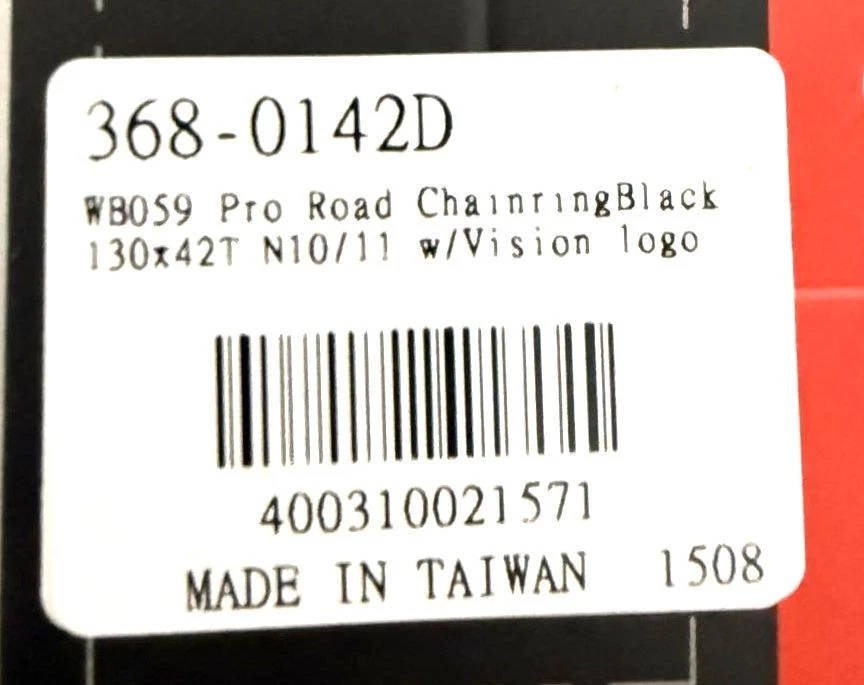 368-0142D
WB059 Pro Road ChainringBlack
130x42T N10/11 w/Vision logo
400310021571
MADE IN TAIWAN 1508